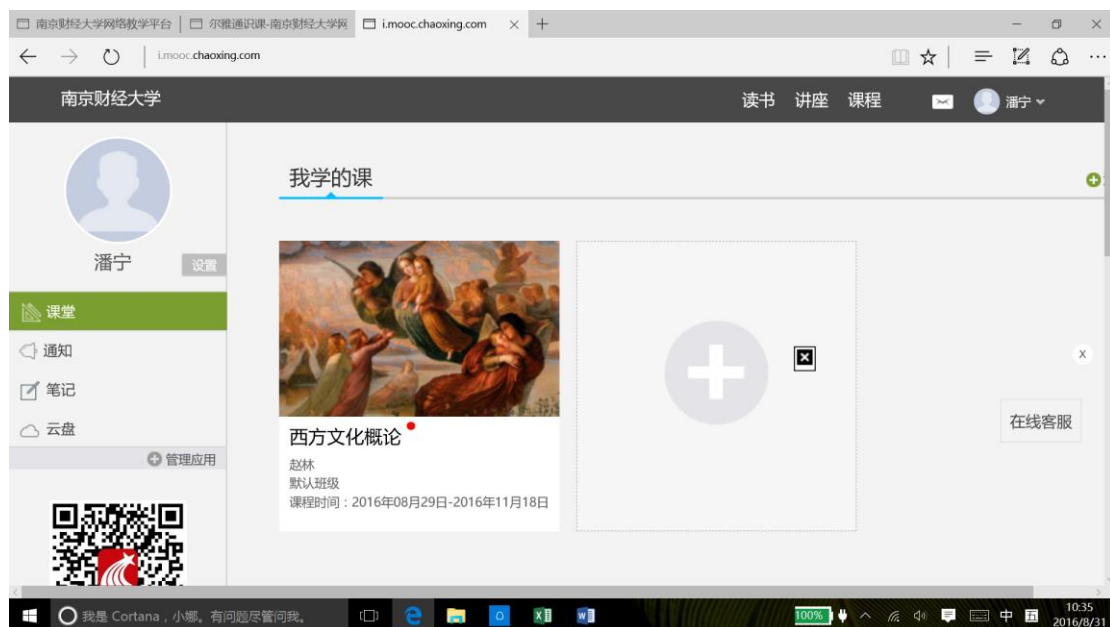 南京财经大学网络教学平台
尔雅通识课-南京财经大学网
i.mooc.chaoxing.com
i.mooc.chaoxing.com
南京财经大学
读书 讲座 课程
潘宁
我学的课
潘宁
设置
课堂
通知
笔记
云盘
管理应用
西方文化概论
赵林
默认班级
课程时间：2016年08月29日-2016年11月18日
x
在线客服
我是 Cortana，小娜。有问题尽管问我。
100%
中
五
10:35
2016/8/31